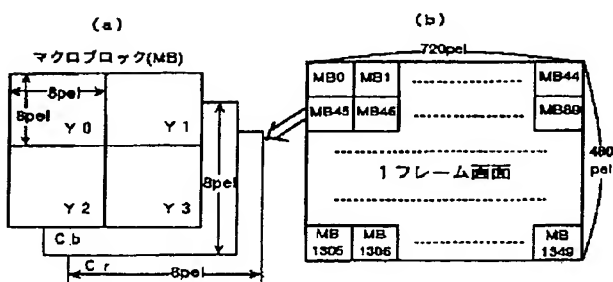 (a)
マクロブロック(MB)
8pel
8pel
Y 0
Y 1
Y 2
Y 3
8pel
C b
C r
8pel
(b)
720pel
MB0 MB1 MB44
MB45 MB46 MB89
480 pel
1フレーム画面
MB 1305 MB 1306 MB 1349